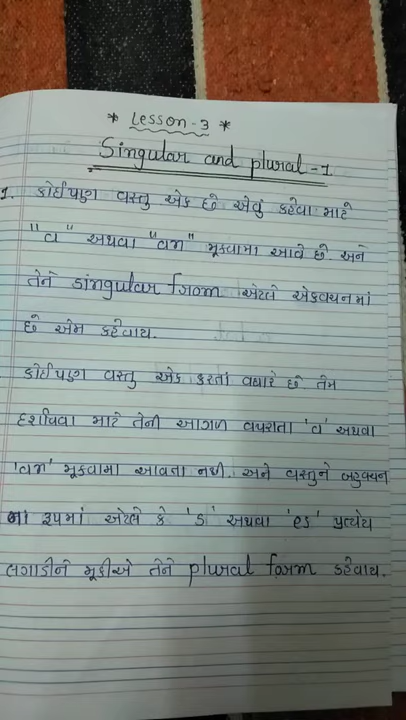 * Lesson - 3 *
Singular and plural - 1
1. કોઈપણ વસ્તુ એક છે એવું કહેવા માટે
"a" અથવા "an" મૂકવામા આવે છે અને
તેને singular from એટલે એકવચનમાં
છે એમ કહેવાય.
કોઈપણ વસ્તુ એક કરતાં વધારે છે તેમ
દર્શાવવા માટે તેની આગળ વપરાતા 'a' અથવા
'an' મૂકવામા આવતા નથી. અને વસ્તુને બહુવચન
ના રૂપમાં એટલે કે 's' અથવા 'es' પ્રત્યેય
લગાડીને મૂકીએ તેને plural form કહેવાય.